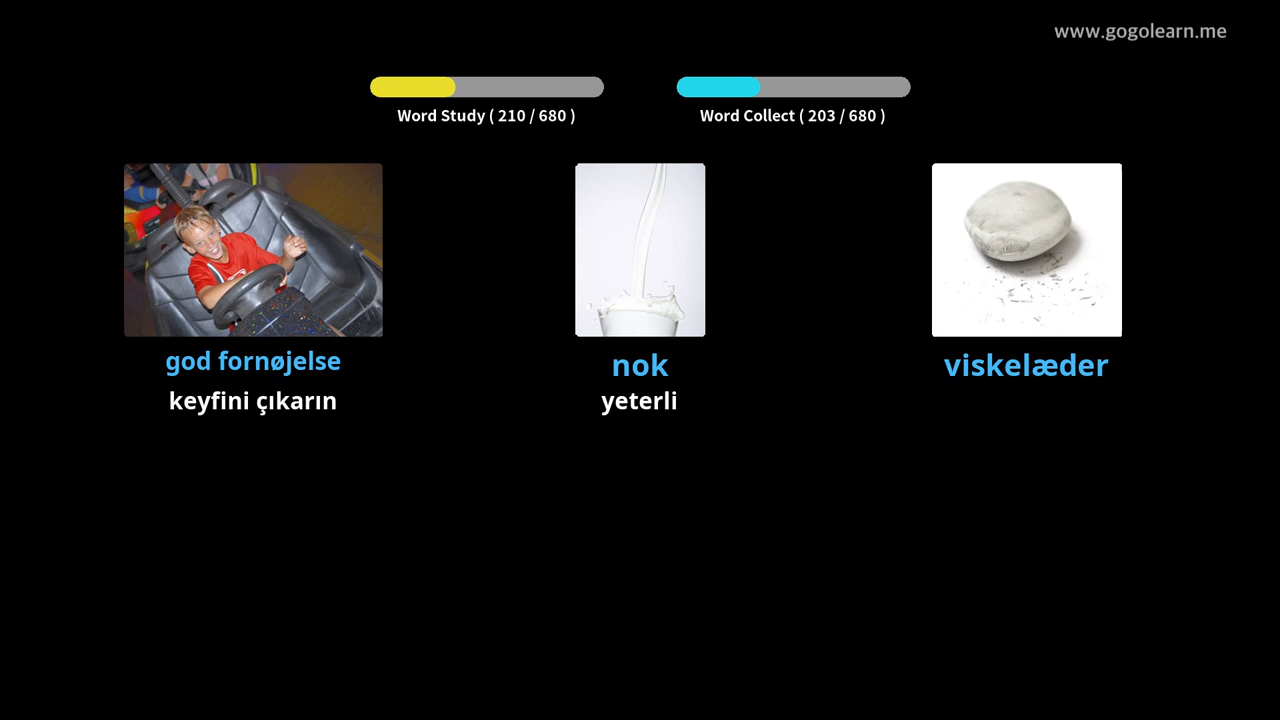 www.gogolearn.me
Word Study ( 210 / 680 )
Word Collect ( 203 / 680 )
god fornøjelse
keyfini çıkarın
nok
yeterli
viskelæder